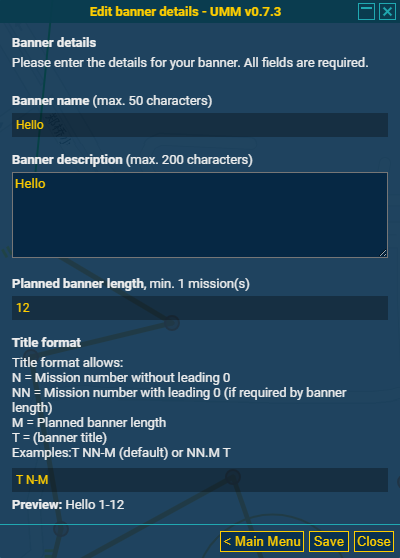 Edit banner details - UMM v0.7.3
Banner details
Please enter the details for your banner. All fields are required.
Banner name (max. 50 characters)
Hello
Banner description (max. 200 characters)
Hello
Planned banner length, min. 1 mission(s)
12
Title format
Title format allows:
N = Mission number without leading 0
NN = Mission number with leading 0 (if required by banner
length)
M = Planned banner length
T = (banner title)
Examples:T NN-M (default) or NN.M T
T N-M
Preview: Hello 1-12
< Main Menu Save Close